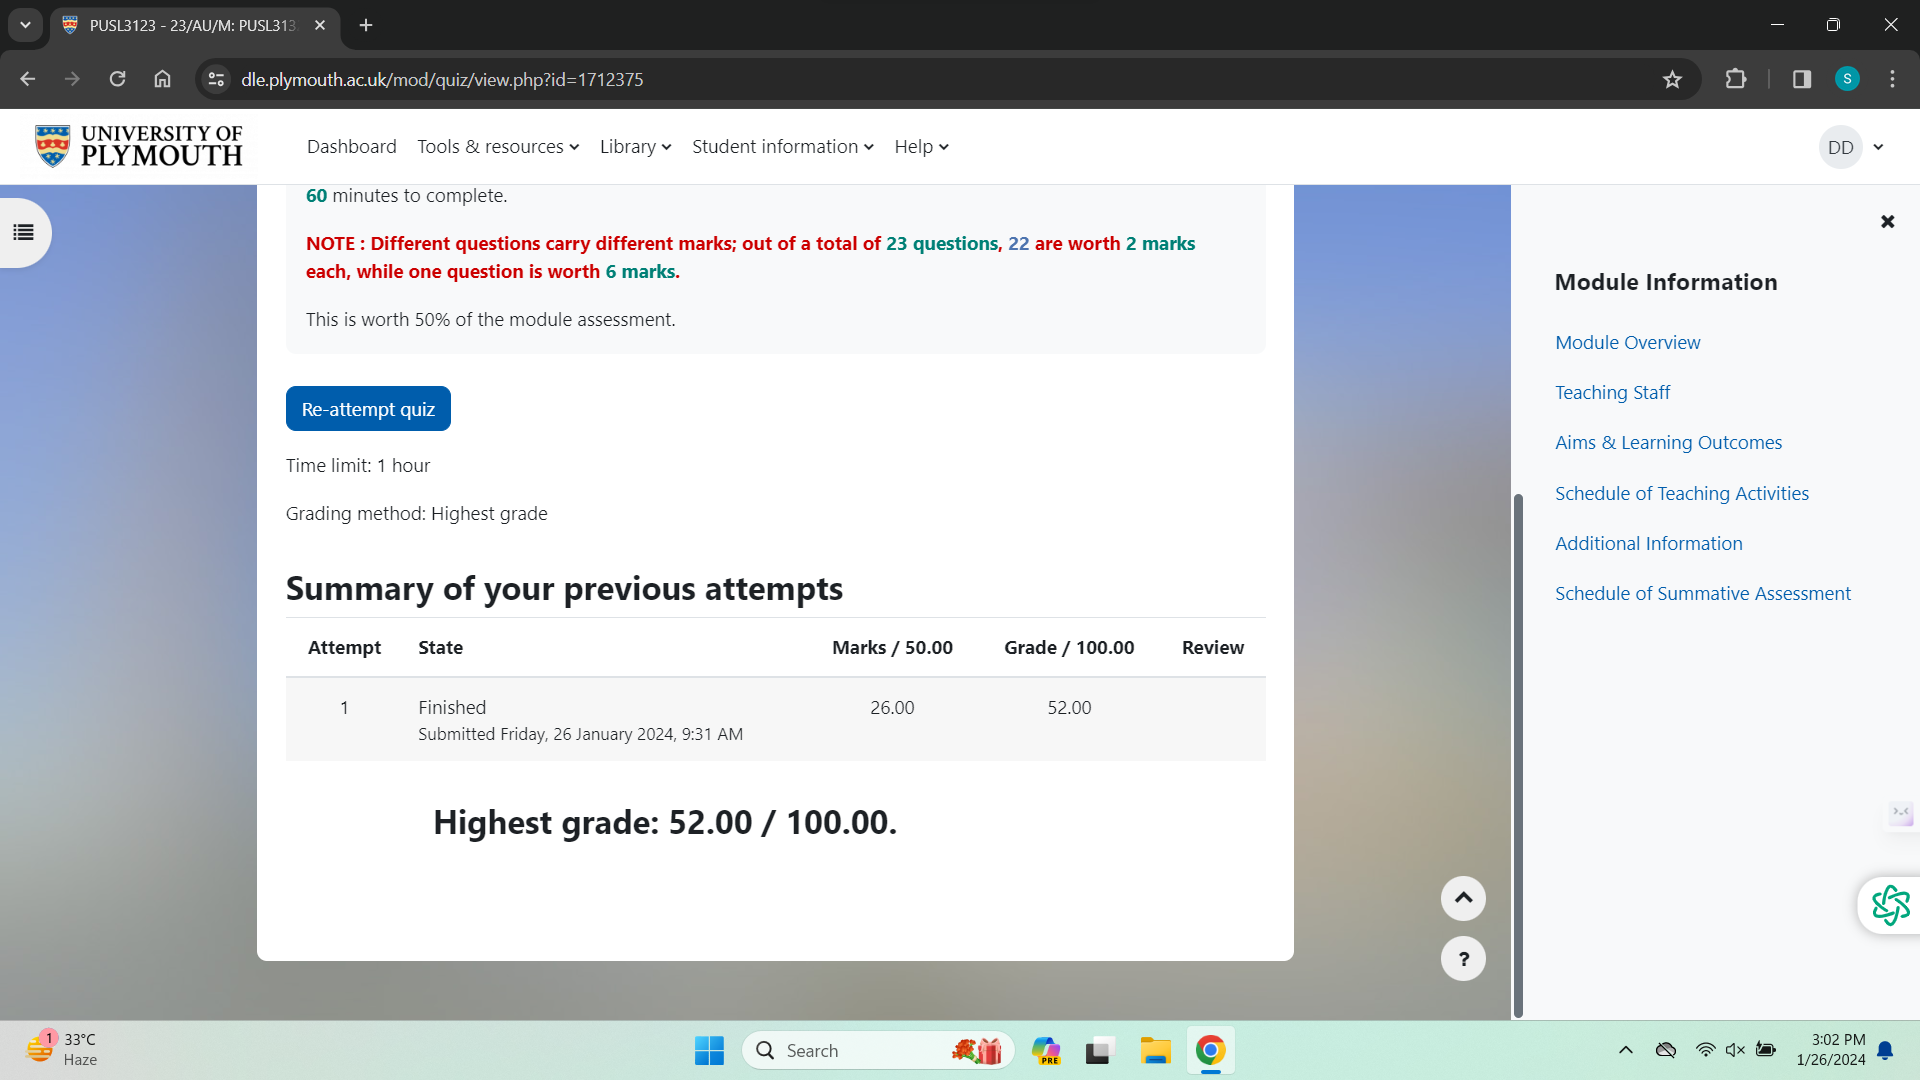 PUSL3123 - 23/AU/M: PUSL313
dle.plymouth.ac.uk/mod/quiz/view.php?id=1712375
S
UNIVERSITY OF
PLYMOUTH
Dashboard
Tools & resources
Library
Student information
Help
DD
60 minutes to complete.
NOTE : Different questions carry different marks; out of a total of 23 questions, 22 are worth 2 marks
each, while one question is worth 6 marks.
This is worth 50% of the module assessment.
Re-attempt quiz
Time limit: 1 hour
Grading method: Highest grade
Summary of your previous attempts
Attempt State Marks / 50.00 Grade / 100.00 Review
1 Finished 26.00 52.00
Submitted Friday, 26 January 2024, 9:31 AM
Highest grade: 52.00 / 100.00.
Module Information
Module Overview
Teaching Staff
Aims & Learning Outcomes
Schedule of Teaching Activities
Additional Information
Schedule of Summative Assessment
?
1
33°C
Haze
Search
PRE
3:02 PM
1/26/2024